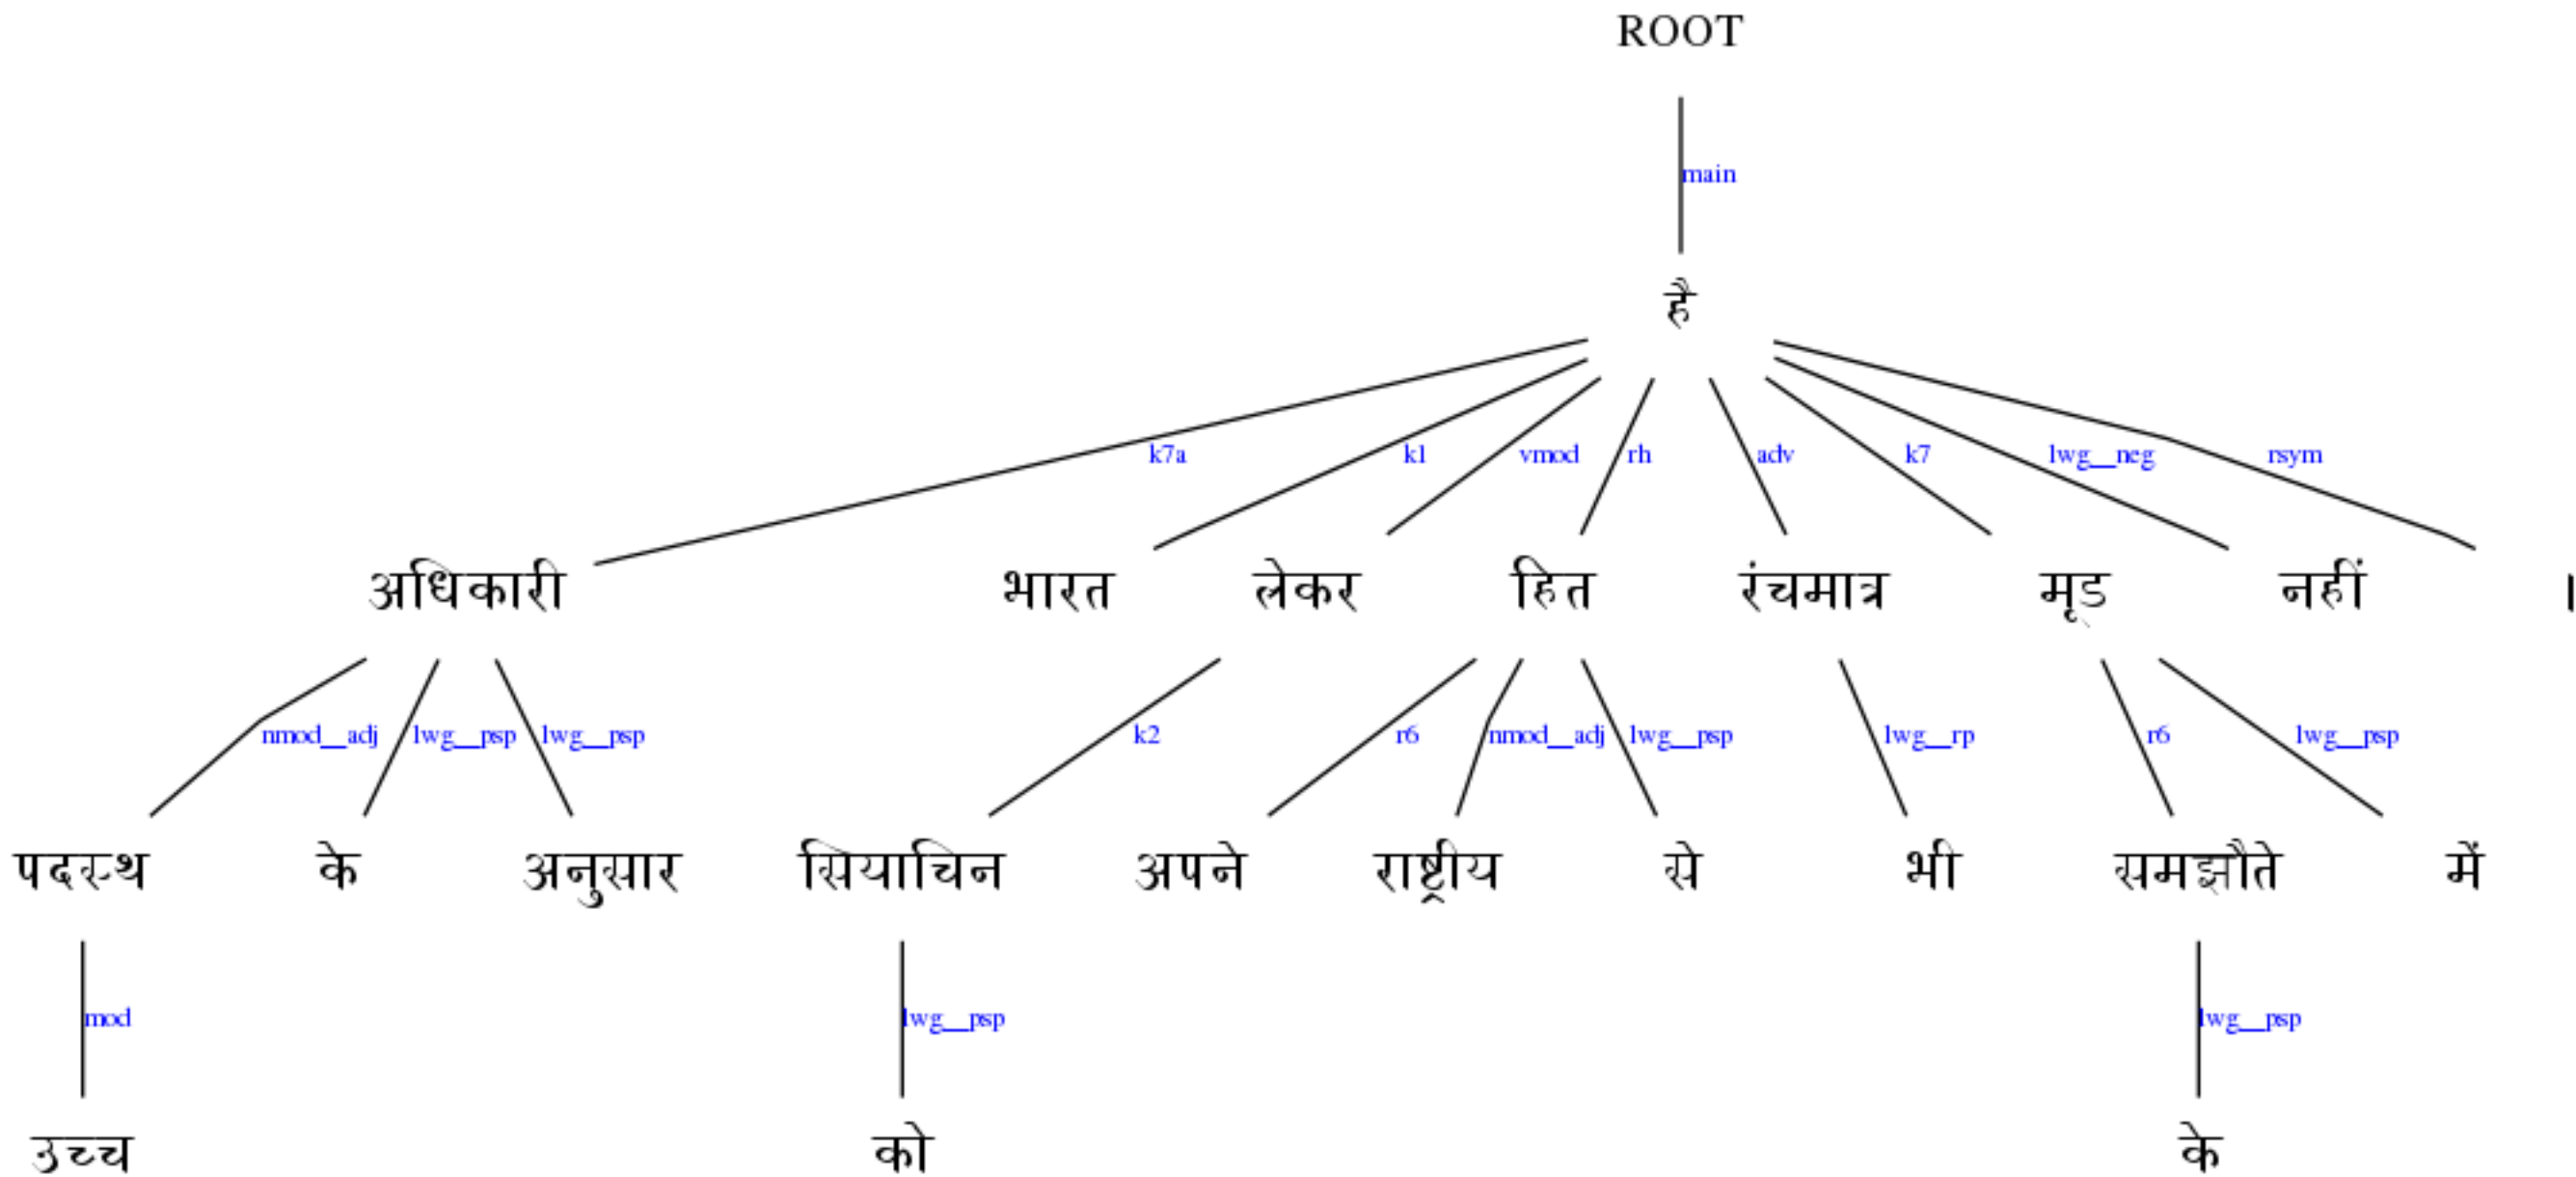 ROOT
main
है
k7a k1 vmod rh adv k7 lwg__neg rsym
अधिकारी भारत लेकर हित रंचमात्र मूड नहीं ।
nmod__adj lwg__psp lwg__psp k2 r6 nmod__adj lwg__psp lwg__rp r6 lwg__psp
पदस्थ के अनुसार सियाचिन अपने राष्ट्रीय से भी समझौते में
mod lwg__psp lwg__psp
उच्च को के